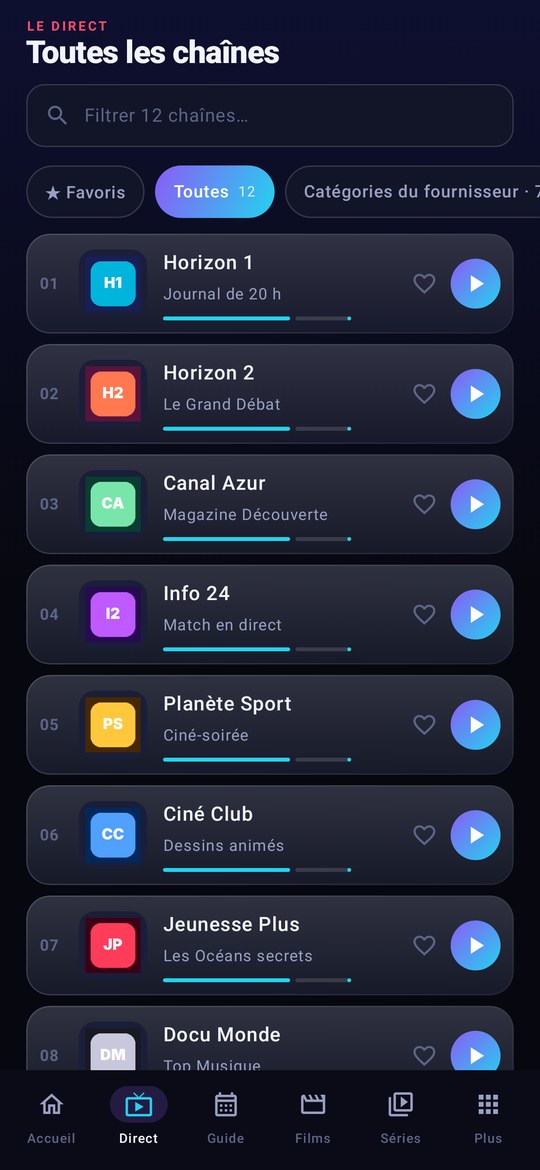 LE DIRECT
Toutes les chaînes
Filtrer 12 chaînes…
★ Favoris
Toutes 12
Catégories du fournisseur · 7
01
H1
Horizon 1
Journal de 20 h
02
H2
Horizon 2
Le Grand Débat
03
CA
Canal Azur
Magazine Découverte
04
I2
Info 24
Match en direct
05
PS
Planète Sport
Ciné-soirée
06
CC
Ciné Club
Dessins animés
07
JP
Jeunesse Plus
Les Océans secrets
08
DM
Docu Monde
Top Musique
Accueil
Direct
Guide
Films
Séries
Plus